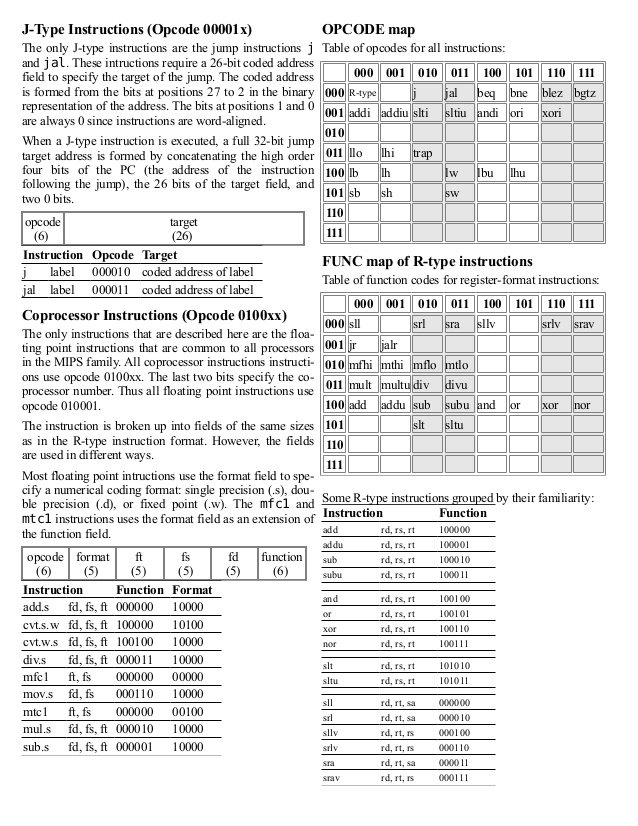 J-Type Instructions (Opcode 00001x)
The only J-type instructions are the jump instructions j
and jal. These intructions require a 26-bit coded address
field to specify the target of the jump. The coded address
is formed from the bits at positions 27 to 2 in the binary
representation of the address. The bits at positions 1 and 0
are always 0 since instructions are word-aligned.
When a J-type instruction is executed, a full 32-bit jump
target address is formed by concatenating the high order
four bits of the PC (the address of the instruction
following the jump), the 26 bits of the target field, and
two 0 bits.
opcode target
(6) (26)
Instruction Opcode Target
j label 000010 coded address of label
jal label 000011 coded address of label
Coprocessor Instructions (Opcode 0100xx)
The only instructions that are described here are the floa-
ting point instructions that are common to all processors
in the MIPS family. All coprocessor instructions instructi-
ons use opcode 0100xx. The last two bits specify the co-
processor number. Thus all floating point instructions use
opcode 010001.
The instruction is broken up into fields of the same sizes
as in the R-type instruction format. However, the fields
are used in different ways.
Most floating point intructions use the format field to spe-
cify a numerical coding format: single precision (.s), dou-
ble precision (.d), or fixed point (.w). The mfc1 and
mtc1 instructions uses the format field as an extension of
the function field.
opcode format ft fs fd function
(6) (5) (5) (5) (5) (6)
Instruction Function Format
add.s fd, fs, ft 000000 10000
cvt.s.w fd, fs, ft 100000 10100
cvt.w.s fd, fs, ft 100100 10000
div.s fd, fs, ft 000011 10000
mfc1 ft, fs 000000 00000
mov.s fd, fs 000110 10000
mtc1 ft, fs 000000 00100
mul.s fd, fs, ft 000010 10000
sub.s fd, fs, ft 000001 10000
OPCODE map
Table of opcodes for all instructions:
000 001 010 011 100 101 110 111
000 R-type j jal beq bne blez bgtz
001 addi addiu slti sltiu andi ori xori
010
011 llo lhi trap
100 lb lh lw lbu lhu
101 sb sh sw
110
111
FUNC map of R-type instructions
Table of function codes for register-format instructions:
000 001 010 011 100 101 110 111
000 sll srl sra sllv srlv srav
001 jr jalr
010 mfhi mthi mflo mtlo
011 mult multu div divu
100 add addu sub subu and or xor nor
101 slt sltu
110
111
Some R-type instructions grouped by their familiarity:
Instruction Function
add rd, rs, rt 100000
addu rd, rs, rt 100001
sub rd, rs, rt 100010
subu rd, rs, rt 100011
and rd, rs, rt 100100
or rd, rs, rt 100101
xor rd, rs, rt 100110
nor rd, rs, rt 100111
slt rd, rs, rt 101010
sltu rd, rs, rt 101011
sll rd, rt, sa 000000
srl rd, rt, sa 000010
sllv rd, rt, rs 000100
srlv rd, rt, rs 000110
sra rd, rt, sa 000011
srav rd, rt, rs 000111